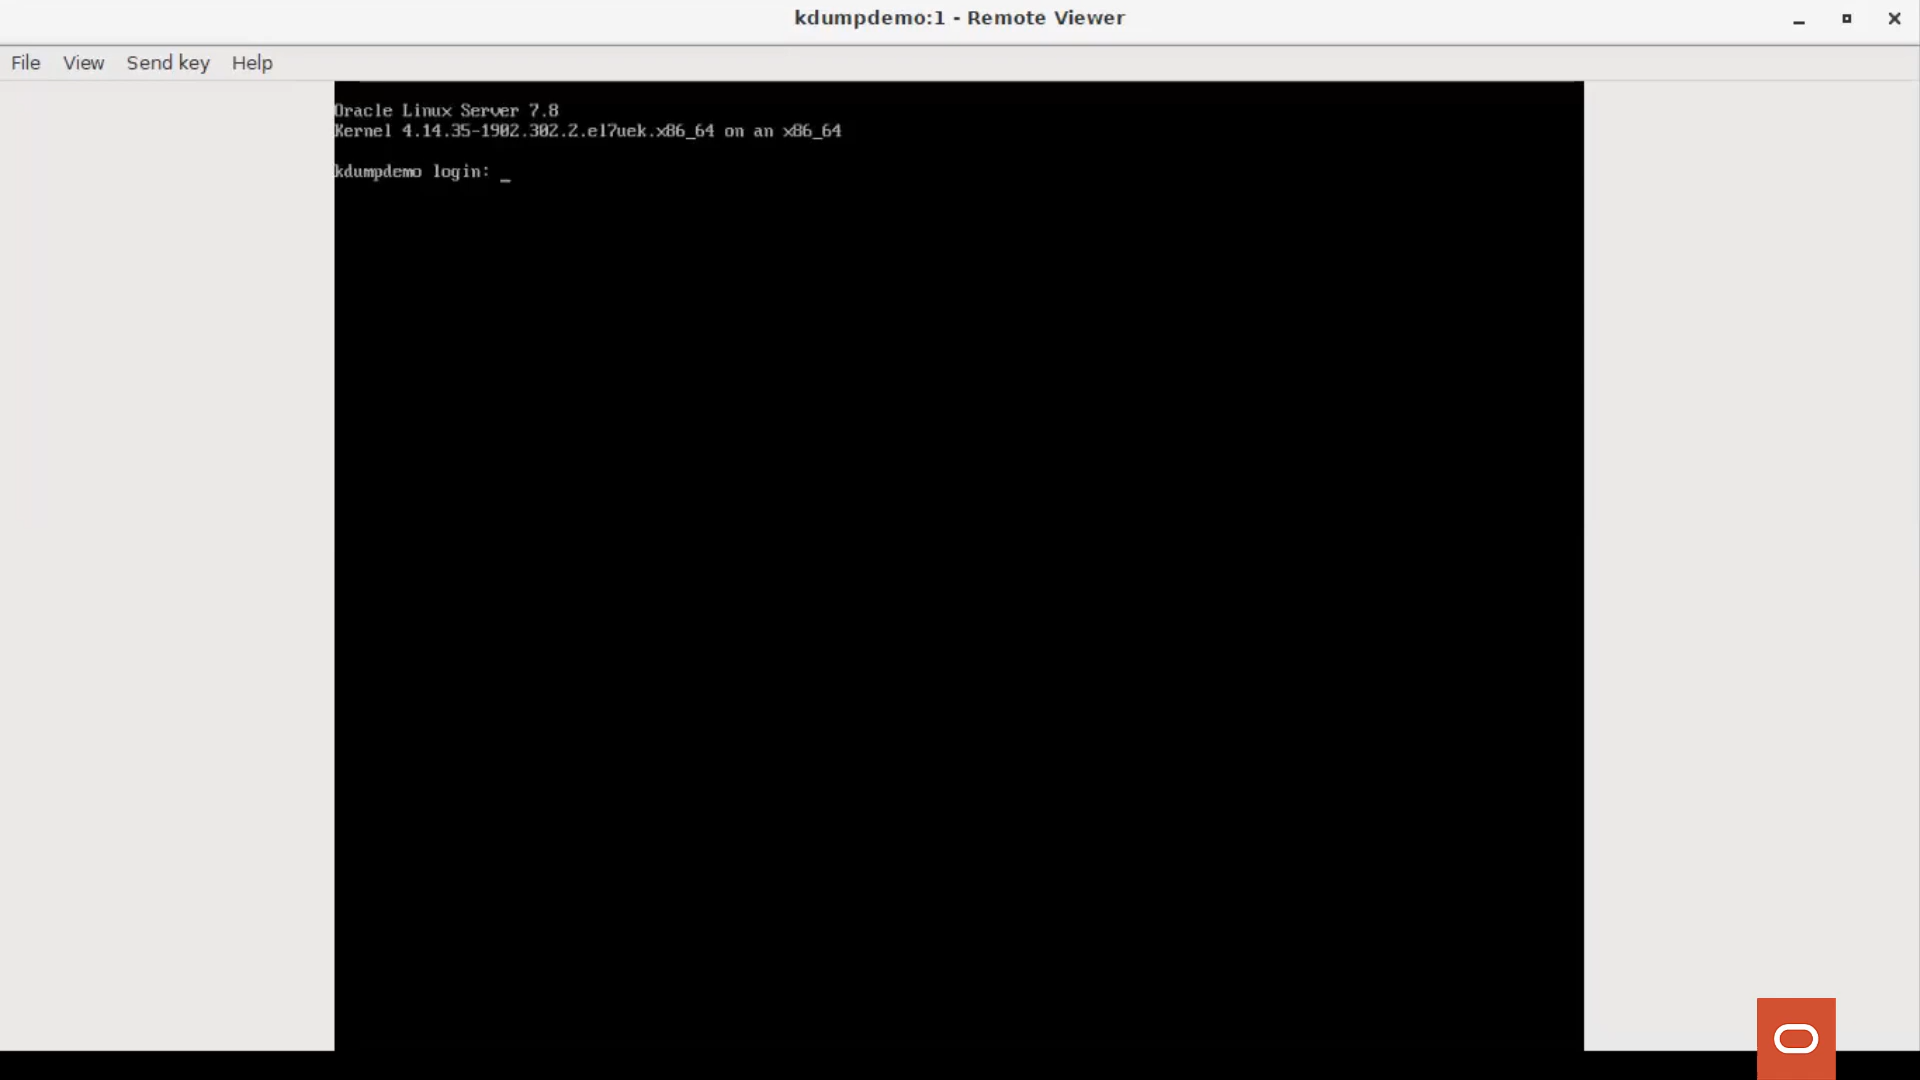 kdumpdemo:1 - Remote Viewer
File View Send key Help
Oracle Linux Server 7.8
Kernel 4.14.35-1902.302.2.el7uek.x86_64 on an x86_64
kdumpdemo login: _